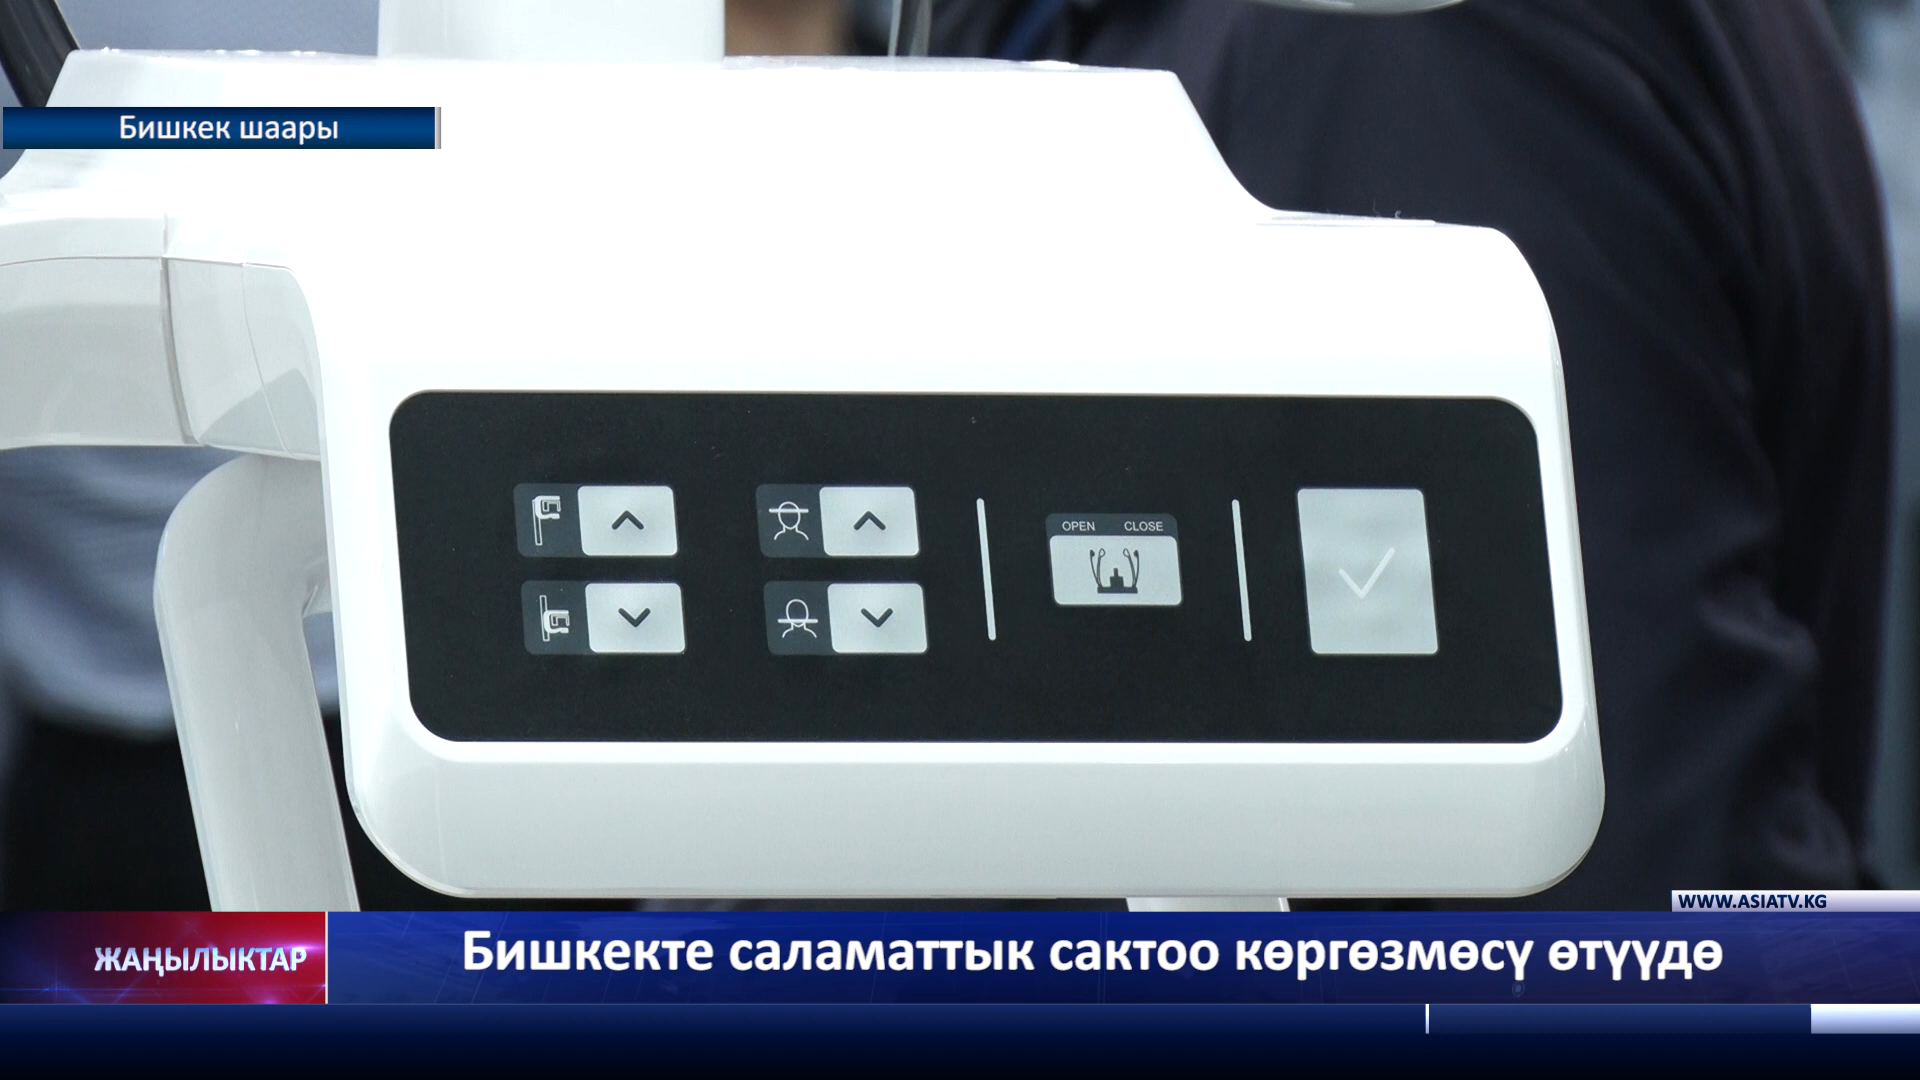 Бишкек шаары
OPEN CLOSE
WWW.ASIATV.KG
ЖАҢЫЛЫКТАР
Бишкекте саламаттык сактоо көргөзмөсү өтүүдө